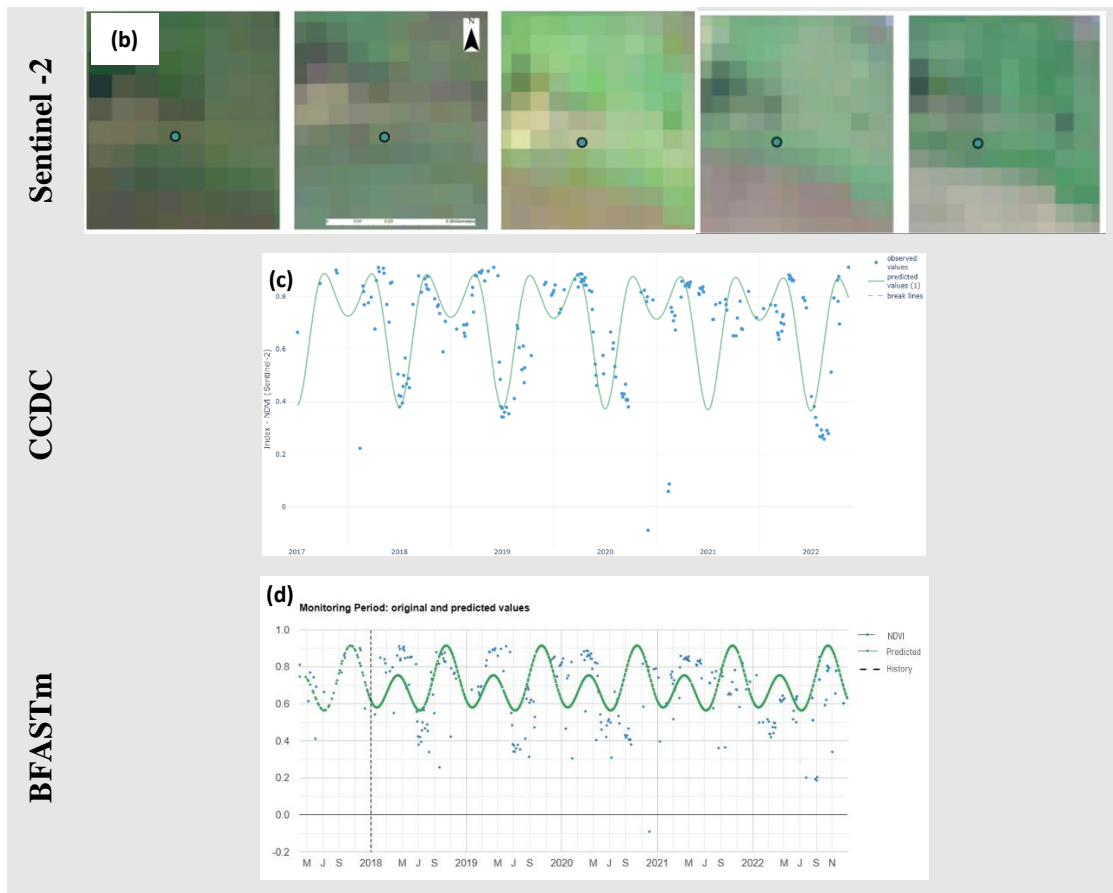 Sentinel -2
(b)
N
CCDC
(c)
observed
values
predicted
values (1)
break lines
Index - NDVI (Sentinel-2)
0.8
0.6
0.4
0.2
0
2017 2018 2019 2020 2021 2022
BFASTm
(d)
Monitoring Period: original and predicted values
NDVI
Predicted
History
1.0
0.8
0.6
0.4
0.2
0.0
-0.2
M J S 2018 M J S 2019 M J S 2020 M J S 2021 M J S 2022 M J S N